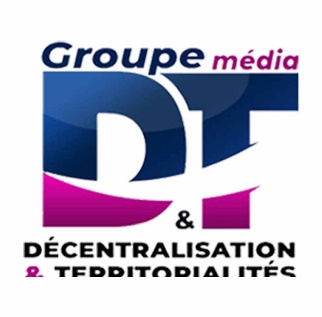 Groupe média
D&T
DÉCENTRALISATION
& TERRITORIALITÉS